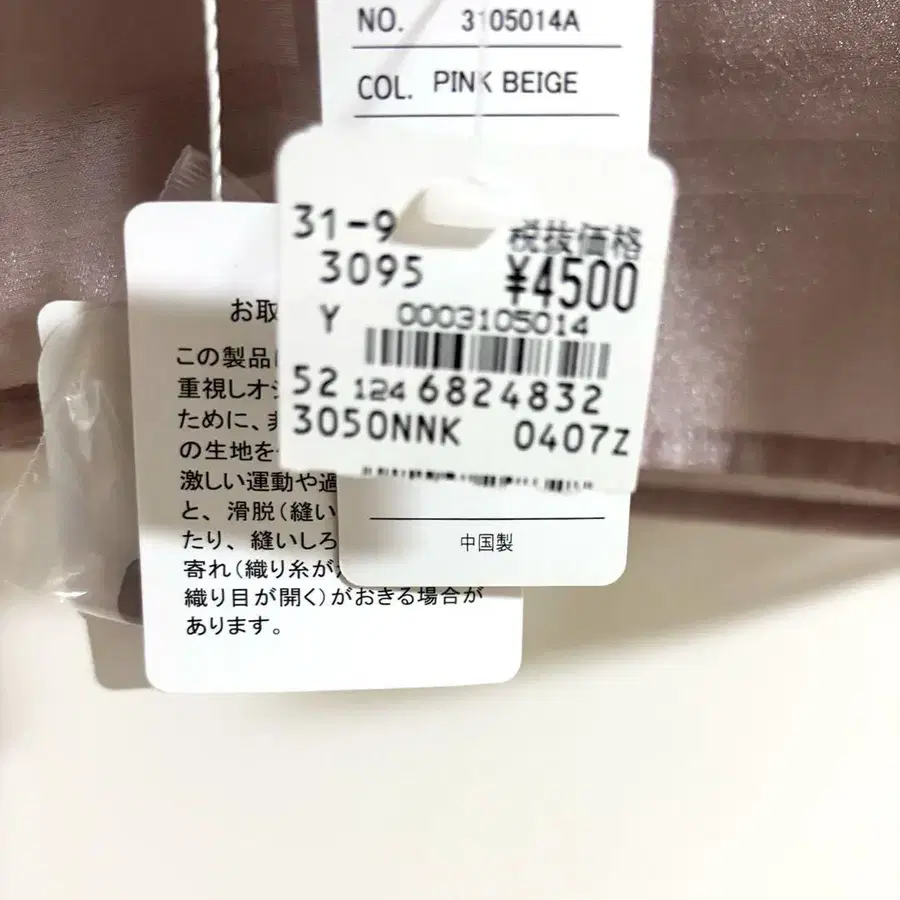 NO. 3105014A
COL. PINK BEIGE
31-9 税抜価格
3095 ¥4500
Y 0003105014
52 124 6824832
3050NNK 0407Z
中国製
お取
この製品
重視しオシ
ために、非
の生地を
激しい運動や過
と、滑脱（縫い
たり、縫いしろ
寄れ（織り糸が
織り目が開く）がおきる場合が
あります。